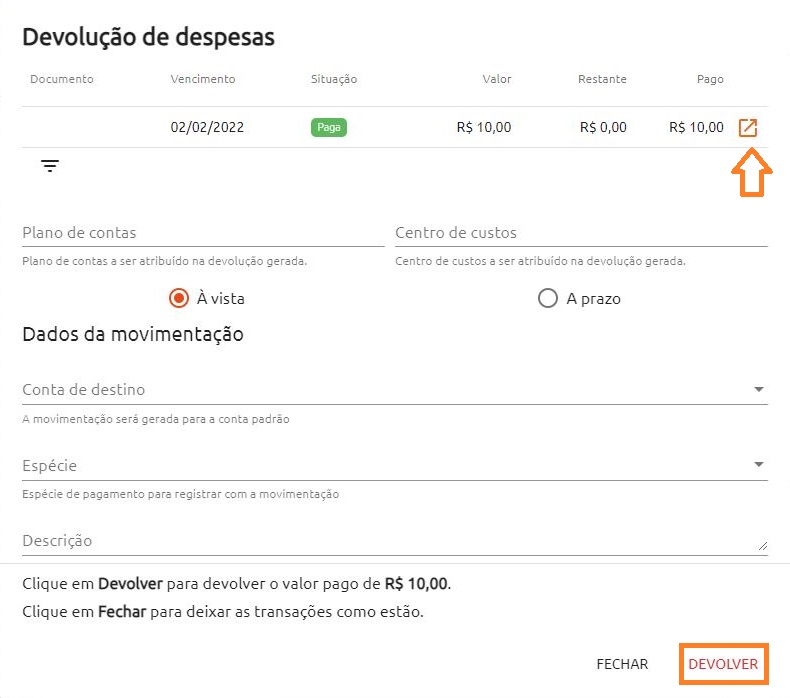 Devolução de despesas
Documento Vencimento Situação Valor Restante Pago
02/02/2022 Paga R$ 10,00 R$ 0,00 R$ 10,00
Plano de contas Centro de custos
Plano de contas a ser atribuído na devolução gerada. Centro de custos a ser atribuído na devolução gerada.
À vista A prazo
Dados da movimentação
Conta de destino
A movimentação será gerada para a conta padrão
Espécie
Espécie de pagamento para registrar com a movimentação
Descrição
Clique em Devolver para devolver o valor pago de R$ 10,00.
Clique em Fechar para deixar as transações como estão.
FECHAR DEVOLVER